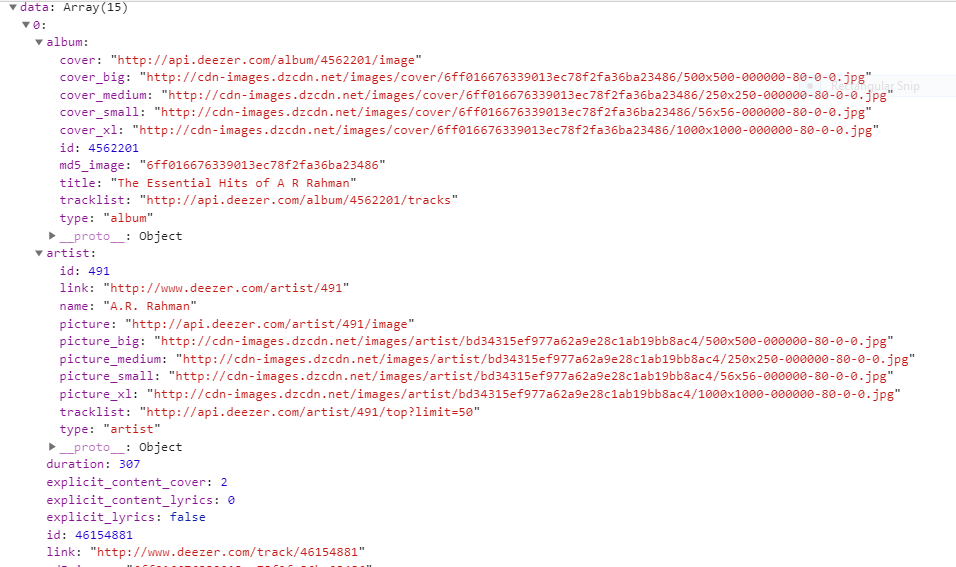 data: Array(15)
0:
album:
cover: "http://api.deezer.com/album/4562201/image"
cover_big: "http://cdn-images.dzcdn.net/images/cover/6ff016676339013ec78f2fa36ba23486/500x500-000000-80-0-0.jpg"
cover_medium: "http://cdn-images.dzcdn.net/images/cover/6ff016676339013ec78f2fa36ba23486/250x250-000000-80-0-0.jpg"
Rectangular Snip
cover_small: "http://cdn-images.dzcdn.net/images/cover/6ff016676339013ec78f2fa36ba23486/56x56-000000-80-0-0.jpg"
cover_xl: "http://cdn-images.dzcdn.net/images/cover/6ff016676339013ec78f2fa36ba23486/1000x1000-000000-80-0-0.jpg"
id: 4562201
md5_image: "6ff016676339013ec78f2fa36ba23486"
title: "The Essential Hits of A R Rahman"
tracklist: "http://api.deezer.com/album/4562201/tracks"
type: "album"
__proto__: Object
artist:
id: 491
link: "http://www.deezer.com/artist/491"
name: "A.R. Rahman"
picture: "http://api.deezer.com/artist/491/image"
picture_big: "http://cdn-images.dzcdn.net/images/artist/bd34315ef977a62a9e28c1ab19bb8ac4/500x500-000000-80-0-0.jpg"
picture_medium: "http://cdn-images.dzcdn.net/images/artist/bd34315ef977a62a9e28c1ab19bb8ac4/250x250-000000-80-0-0.jpg"
picture_small: "http://cdn-images.dzcdn.net/images/artist/bd34315ef977a62a9e28c1ab19bb8ac4/56x56-000000-80-0-0.jpg"
picture_xl: "http://cdn-images.dzcdn.net/images/artist/bd34315ef977a62a9e28c1ab19bb8ac4/1000x1000-000000-80-0-0.jpg"
tracklist: "http://api.deezer.com/artist/491/top?limit=50"
type: "artist"
__proto__: Object
duration: 307
explicit_content_cover: 2
explicit_content_lyrics: 0
explicit_lyrics: false
id: 46154881
link: "http://www.deezer.com/track/46154881"